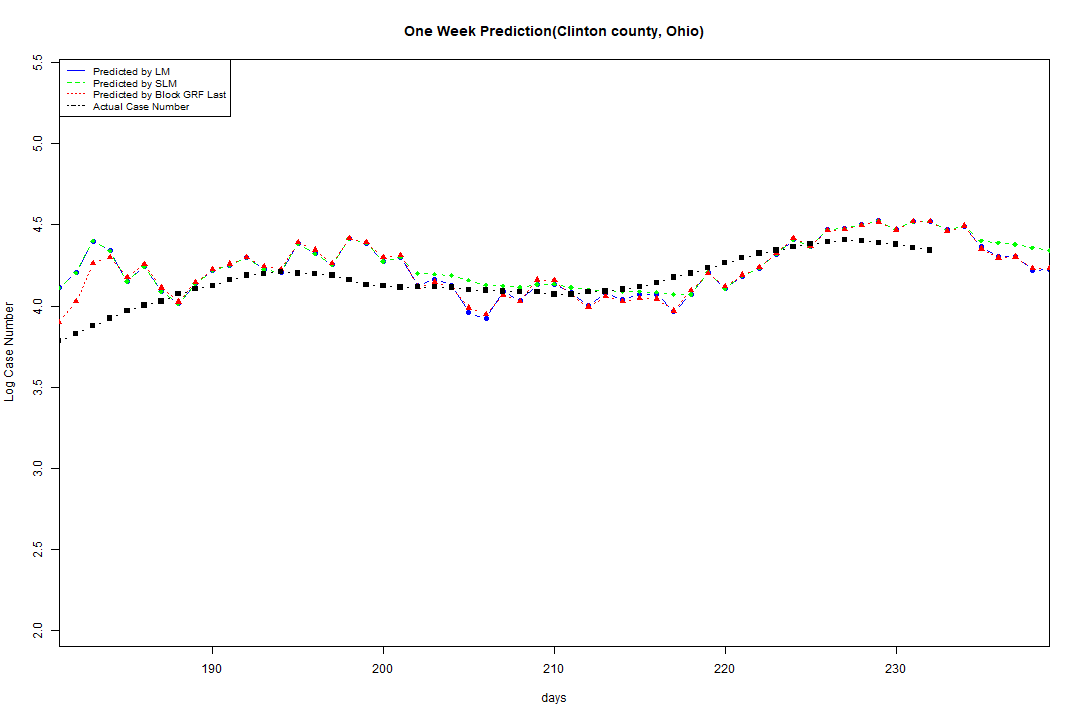 One Week Prediction(Clinton county, Ohio)
Predicted by LM
Predicted by SLM
Predicted by Block GRF Last
Actual Case Number
5.5
5.0
4.5
4.0
3.5
3.0
2.5
2.0
Log Case Number
190 200 210 220 230
days